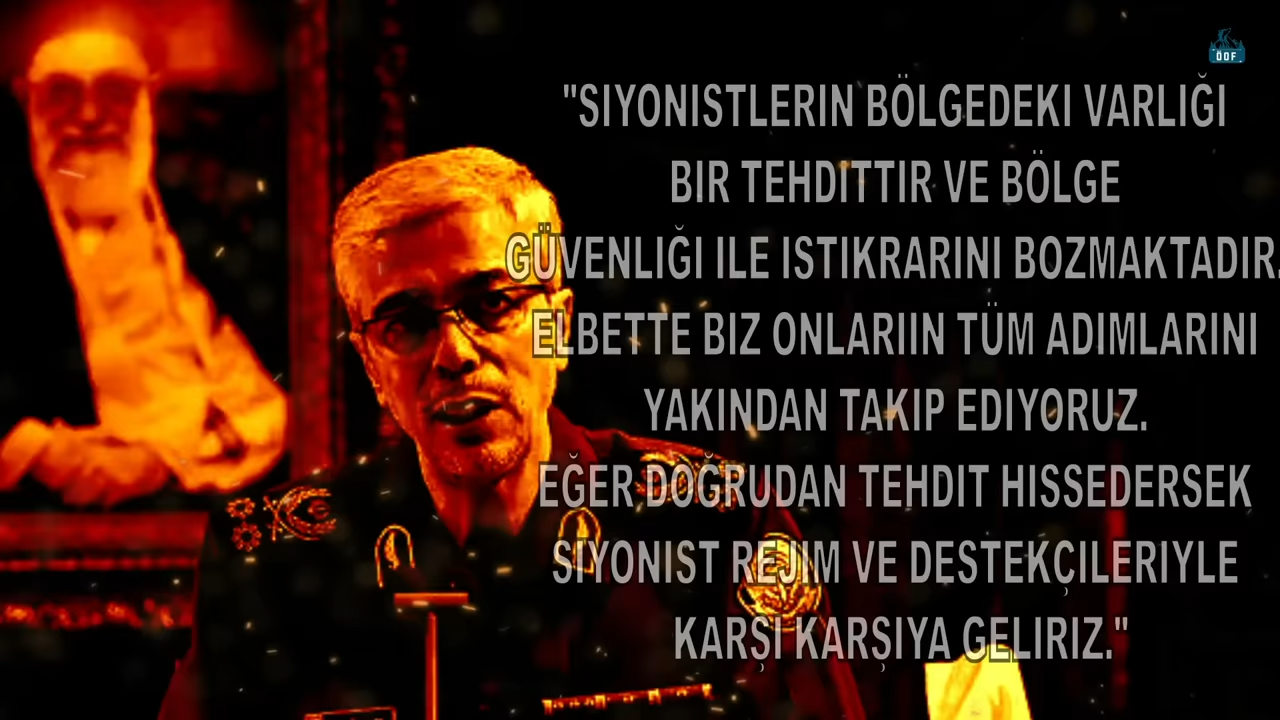 ÖOF
"SIYONISTLERIN BÖLGEDEKI VARLIĞI
BIR TEHDITTIR VE BÖLGE
GÜVENLIĞI ILE ISTIKRARINI BOZMAKTADIR.
ELBETTE BIZ ONLARIIN TÜM ADIMLARINI
YAKINDAN TAKIP EDIYORUZ.
EĞER DOĞRUDAN TEHDIT HISSEDERSEK
SIYONIST REJIM VE DESTEKÇILERIYLE
KARŞI KARŞIYA GELIRIZ."